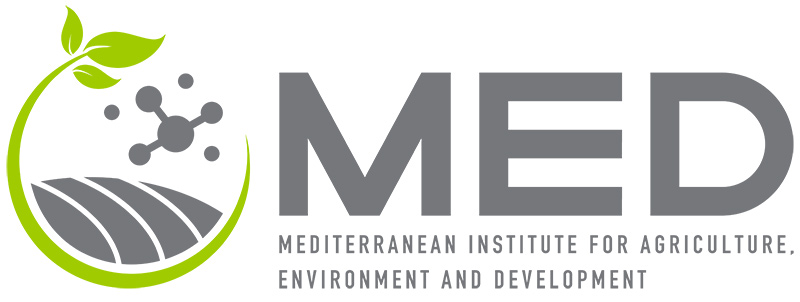 MED
MEDITERRANEAN INSTITUTE FOR AGRICULTURE,
ENVIRONMENT AND DEVELOPMENT